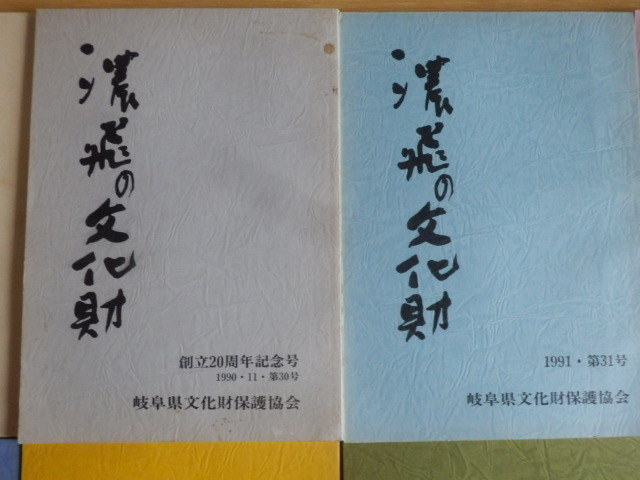 濃飛の文化財
創立20周年記念号
1990・11・第30号
岐阜県文化財保護協会
濃飛の文化財
1991・第31号
岐阜県文化財保護協会